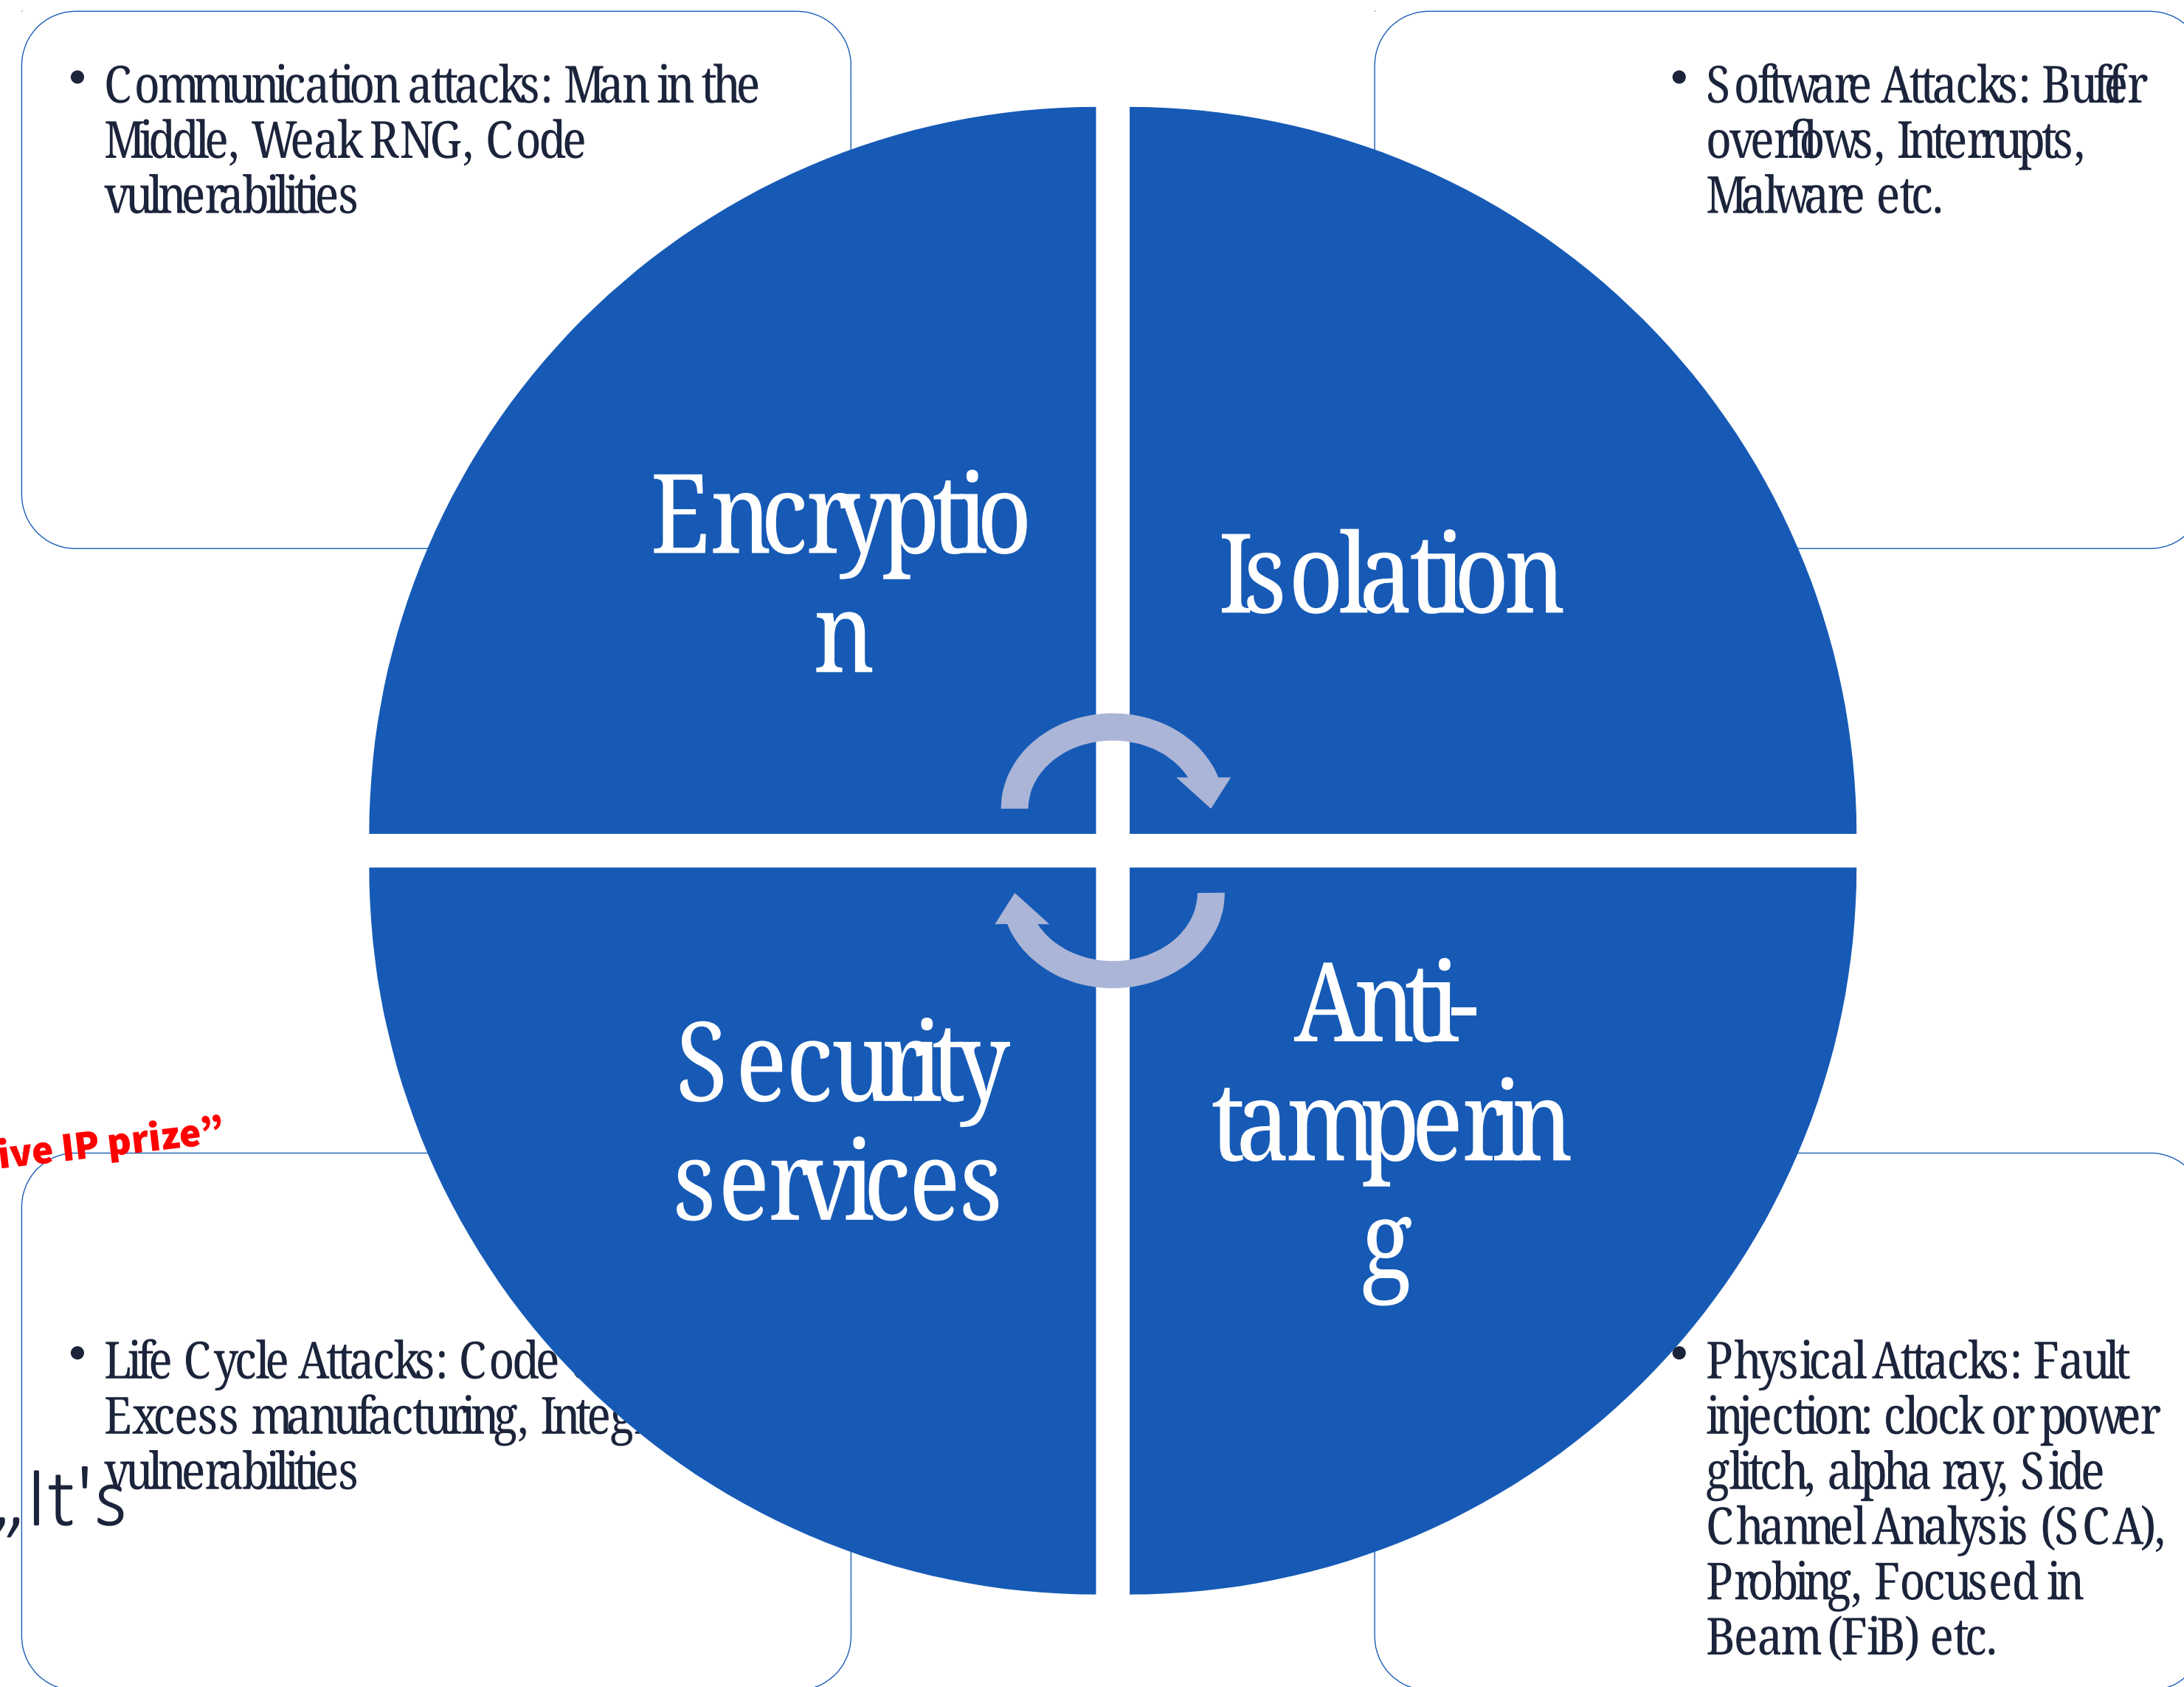 • Communication attacks: Man in the
Middle, Weak RNG, Code
vulnerabilities
• Software Attacks: Buffer
overflows, Interrupts,
Malware etc.
Encryptio
n
Isolation
Security
services
Anti-
tamperin
g
ive IP prize”
• Life Cycle Attacks: Code
Excess manufacturing, Integ
vulnerabilities
„It's
• Physical Attacks: Fault
injection: clock or power
glitch, alpha ray, Side
Channel Analysis (SCA),
Probing, Focused in
Beam (FiB) etc.